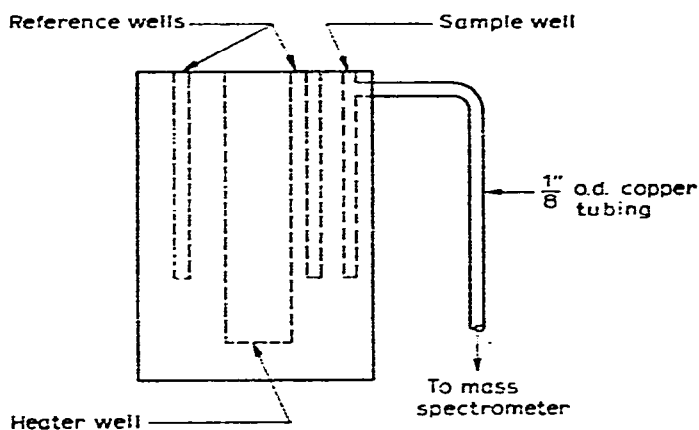 Reference wells
Sample well
1"
8
o.d. copper
tubing
To mass
spectrometer
Heater well